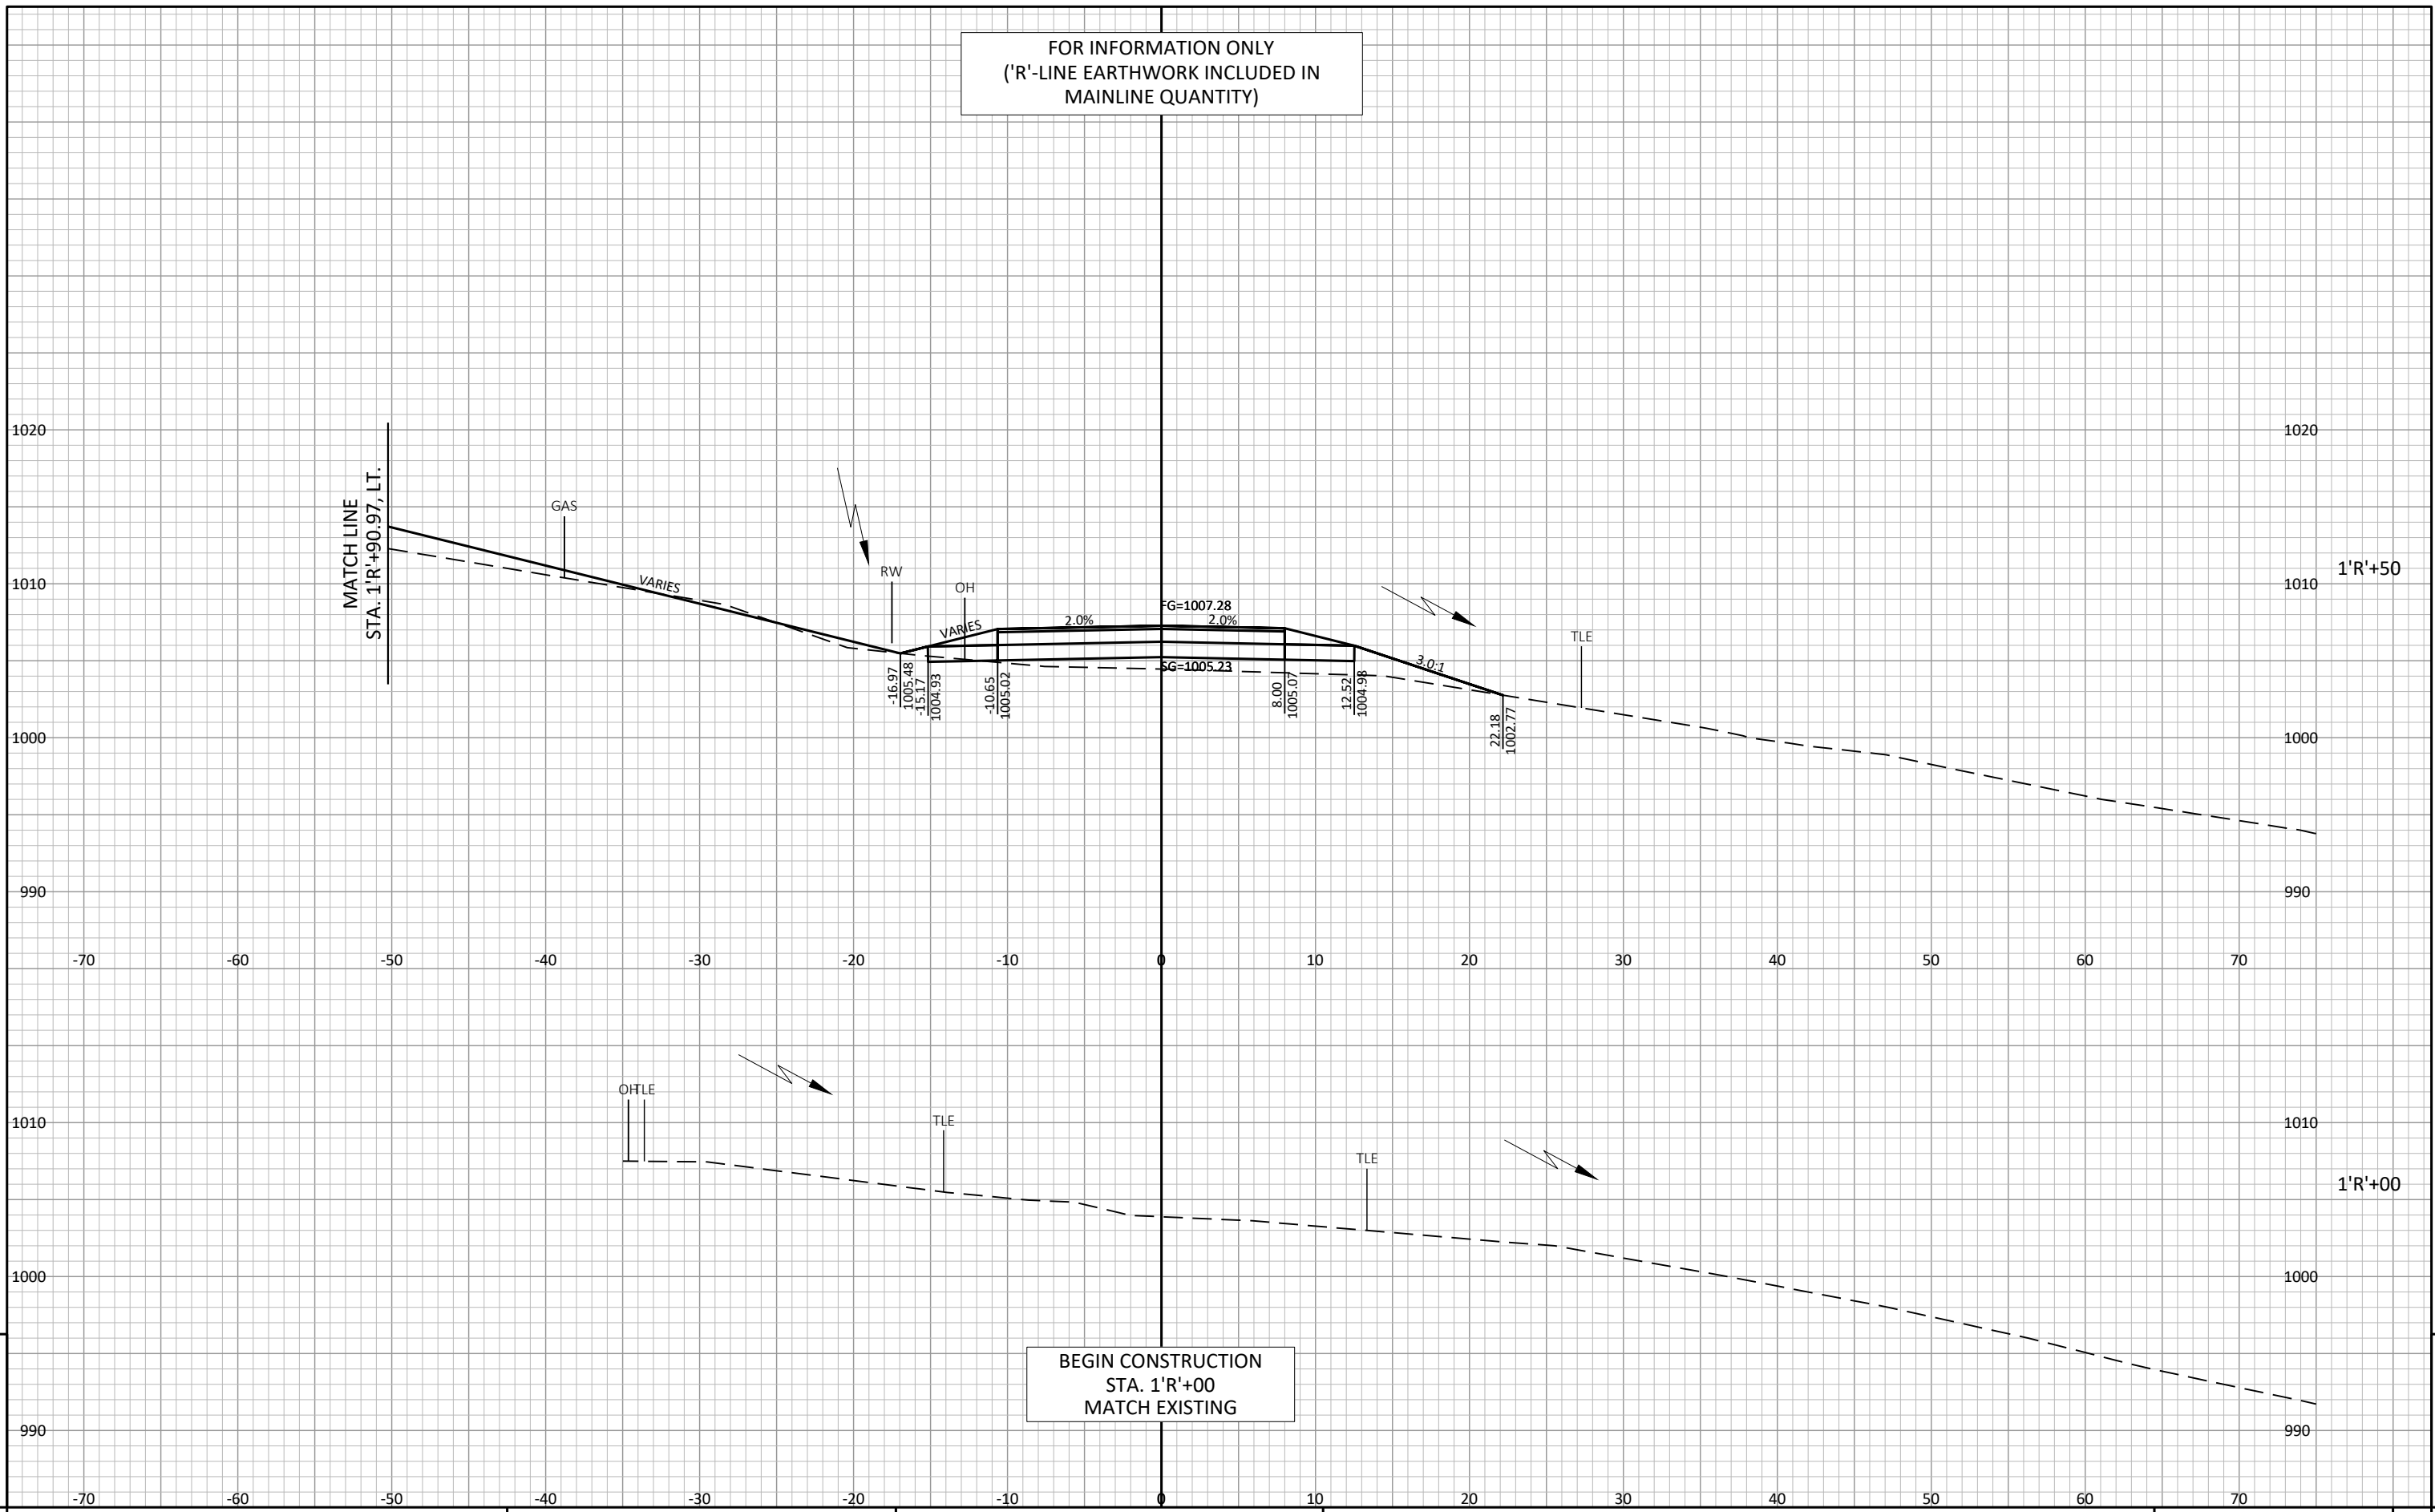 FOR INFORMATION ONLY
('R'-LINE EARTHWORK INCLUDED IN
MAINLINE QUANTITY)
1020
1020
MATCH LINE
STA. 1'R'+90.97, LT.
GAS
RW
OH
1010
VARIES
VARIES
2.0%
FG=1007.28
2.0%
TLE
1010
1'R'+50
SG=1005.23
3.0:1
-16.97
1005.48
-15.17
1004.93
-10.65
1005.02
8.00
1005.07
12.52
1004.98
22.18
1002.77
1000
1000
990
990
-70 -60 -50 -40 -30 -20 -10 0 10 20 30 40 50 60 70
OH
TLE
TLE
TLE
1010
1010
1'R'+00
1000
1000
BEGIN CONSTRUCTION
STA. 1'R'+00
MATCH EXISTING
990
990
-70 -60 -50 -40 -30 -20 -10 0 10 20 30 40 50 60 70